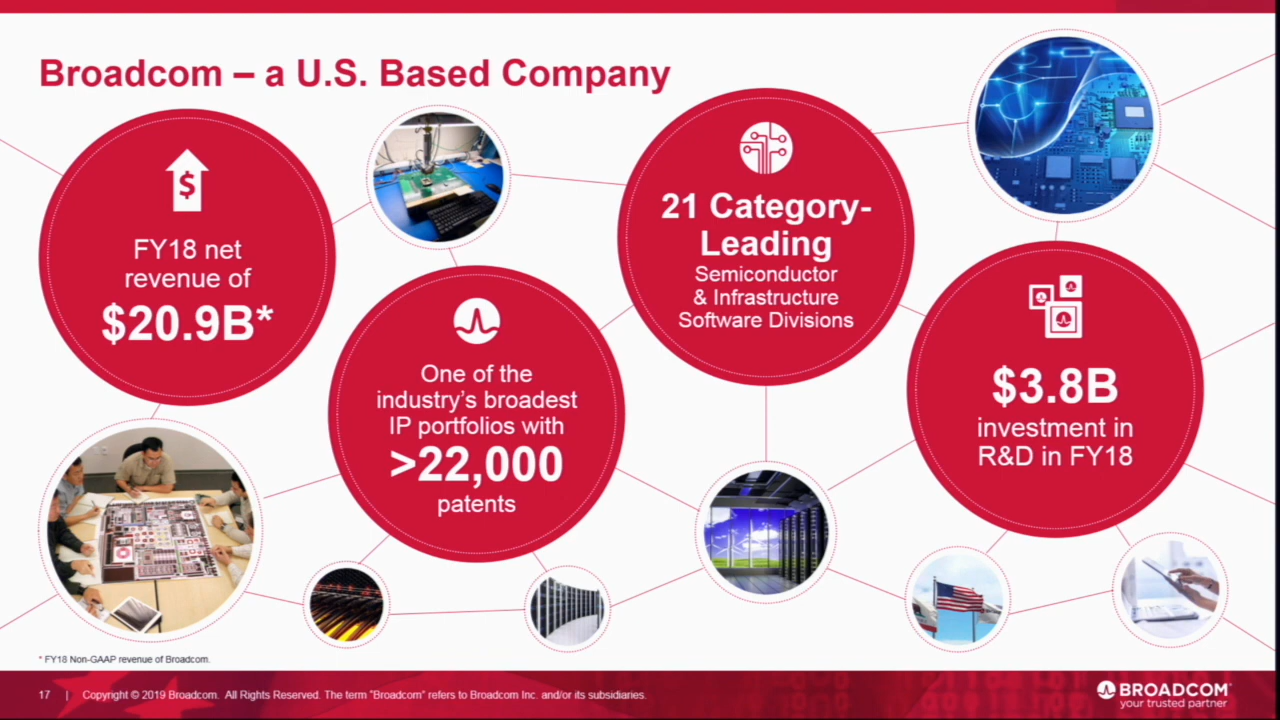 Broadcom – a U.S. Based Company
$
FY18 net
revenue of
$20.9B*
One of the
industry's broadest
IP portfolios with
>22,000
patents
21 Category-
Leading
Semiconductor
& Infrastructure
Software Divisions
$3.8B
investment in
R&D in FY18
* FY18 Non-GAAP revenue of Broadcom.
17 | Copyright © 2019 Broadcom. All Rights Reserved. The term "Broadcom" refers to Broadcom Inc. and/or its subsidiaries.
BROADCOM®
your trusted partner